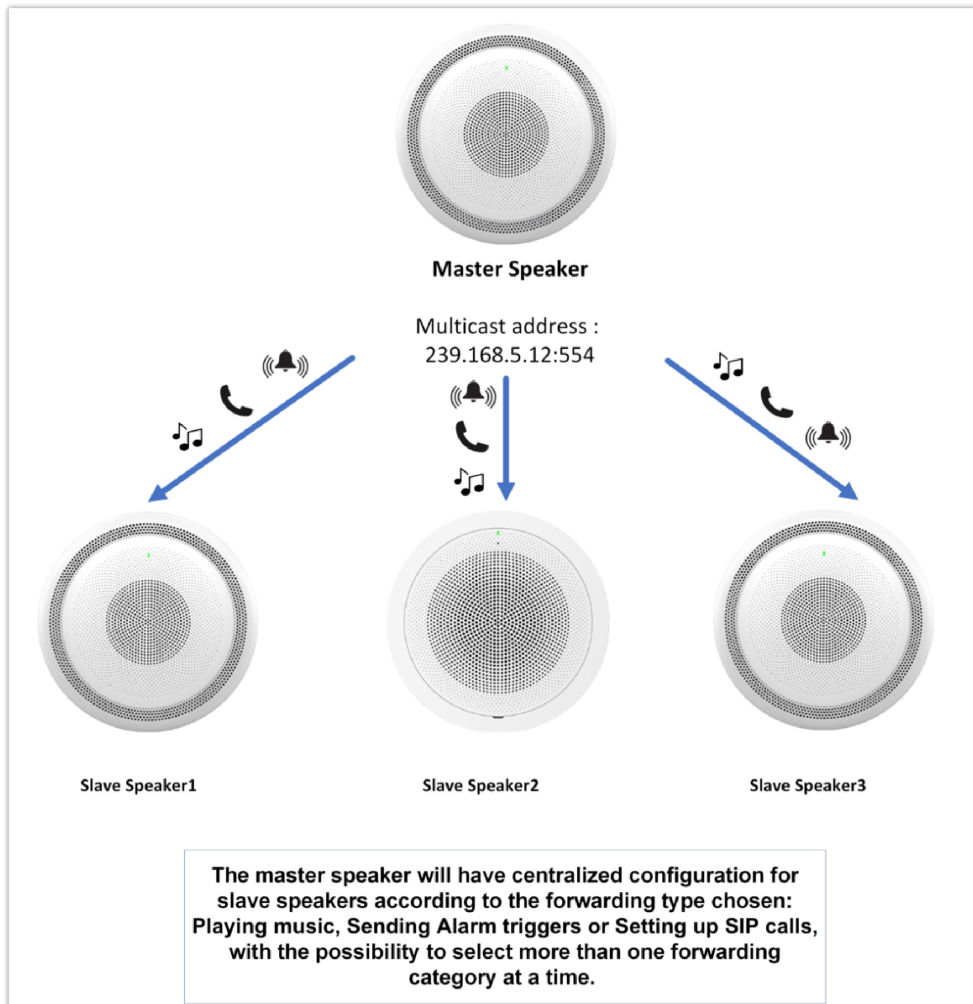 Master Speaker
Multicast address :
239.168.5.12:554
Slave Speaker1
Slave Speaker2
Slave Speaker3
The master speaker will have centralized configuration for
slave speakers according to the forwarding type chosen:
Playing music, Sending Alarm triggers or Setting up SIP calls,
with the possibility to select more than one forwarding
category at a time.